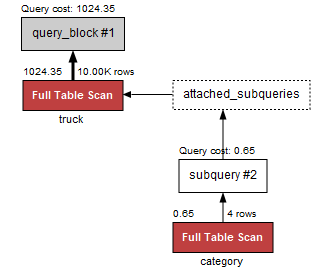 Query cost: 1024.35
query_block #1
1024.35 10.00K rows
Full Table Scan
truck
attached_subqueries
Query cost: 0.65
subquery #2
0.65 4 rows
Full Table Scan
category